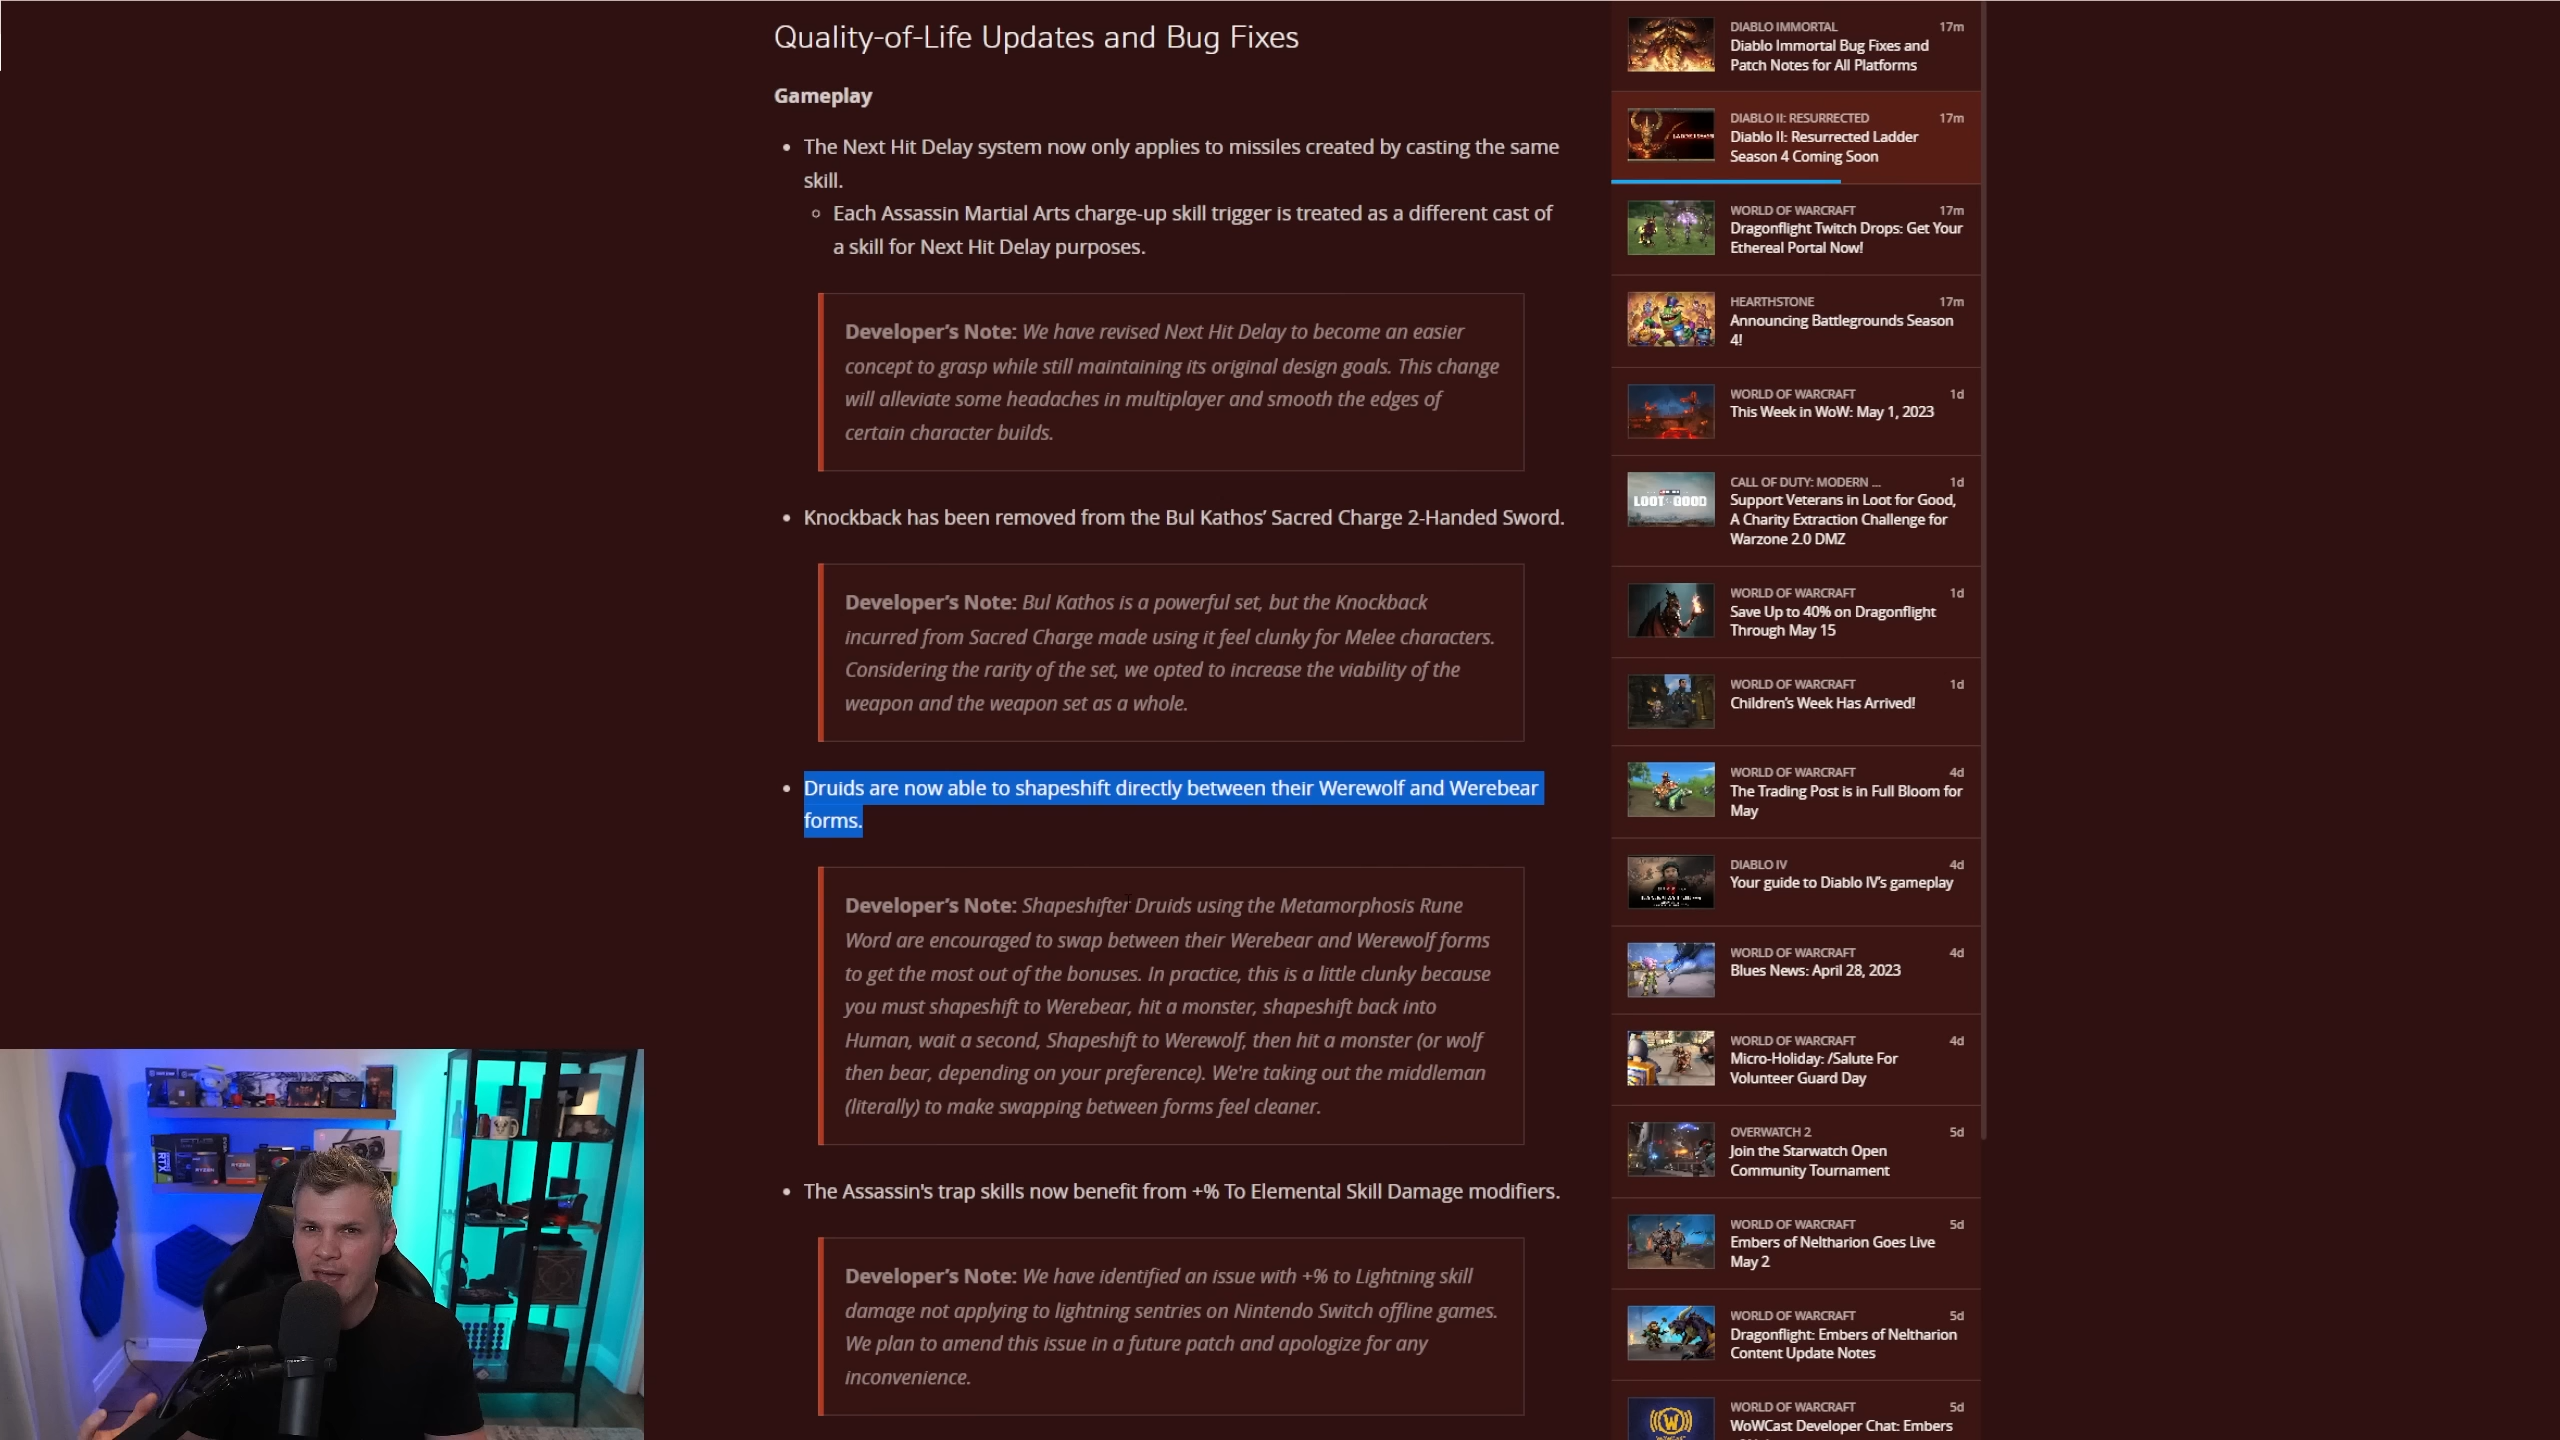 Quality-of-Life Updates and Bug Fixes
Gameplay
The Next Hit Delay system now only applies to missiles created by casting the same
skill.
Each Assassin Martial Arts charge-up skill trigger is treated as a different cast of
a skill for Next Hit Delay purposes.
Developer’s Note: We have revised Next Hit Delay to become an easier
concept to grasp while still maintaining its original design goals. This change
will alleviate some headaches in multiplayer and smooth the edges of
certain character builds.
Knockback has been removed from the Bul Kathos’ Sacred Charge 2-Handed Sword.
Developer’s Note: Bul Kathos is a powerful set, but the Knockback
incurred from Sacred Charge made using it feel clunky for Melee characters.
Considering the rarity of the set, we opted to increase the viability of the
weapon and the weapon set as a whole.
Druids are now able to shapeshift directly between their Werewolf and Werebear
forms.
Developer’s Note: Shapeshifter Druids using the Metamorphosis Rune
Word are encouraged to swap between their Werebear and Werewolf forms
to get the most out of the bonuses. In practice, this is a little clunky because
you must shapeshift to Werebear, hit a monster, shapeshift back into
Human, wait a second, Shapeshift to Werewolf, then hit a monster (or wolf
then bear, depending on your preference). We're taking out the middleman
(literally) to make swapping between forms feel cleaner.
The Assassin's trap skills now benefit from +% To Elemental Skill Damage modifiers.
Developer’s Note: We have identified an issue with +% to Lightning skill
damage not applying to lightning sentries on Nintendo Switch offline games.
We plan to amend this issue in a future patch and apologize for any
inconvenience.
DIABLO IMMORTAL 17m
Diablo Immortal Bug Fixes and
Patch Notes for All Platforms
DIABLO II: RESURRECTED 17m
Diablo II: Resurrected Ladder
Season 4 Coming Soon
WORLD OF WARCRAFT 17m
Dragonflight Twitch Drops: Get Your
Ethereal Portal Now!
HEARTHSTONE 17m
Announcing Battlegrounds Season
4!
WORLD OF WARCRAFT 1d
This Week in WoW: May 1, 2023
LOOT GOOD
CALL OF DUTY: MODERN ... 1d
Support Veterans in Loot for Good,
A Charity Extraction Challenge for
Warzone 2.0 DMZ
WORLD OF WARCRAFT 1d
Save Up to 40% on Dragonflight
Through May 15
WORLD OF WARCRAFT 1d
Children’s Week Has Arrived!
WORLD OF WARCRAFT 4d
The Trading Post is in Full Bloom for
May
DIABLO IV 4d
Your guide to Diablo IV’s gameplay
WORLD OF WARCRAFT 4d
Blues News: April 28, 2023
WORLD OF WARCRAFT 4d
Micro-Holiday: /Salute For
Volunteer Guard Day
OVERWATCH 2 5d
Join the Starwatch Open
Community Tournament
WORLD OF WARCRAFT 5d
Embers of Neltharion Goes Live
May 2
WORLD OF WARCRAFT 5d
Dragonflight: Embers of Neltharion
Content Update Notes
WORLD OF WARCRAFT 5d
WoWCast Developer Chat: Embers
RTX
RYZEN